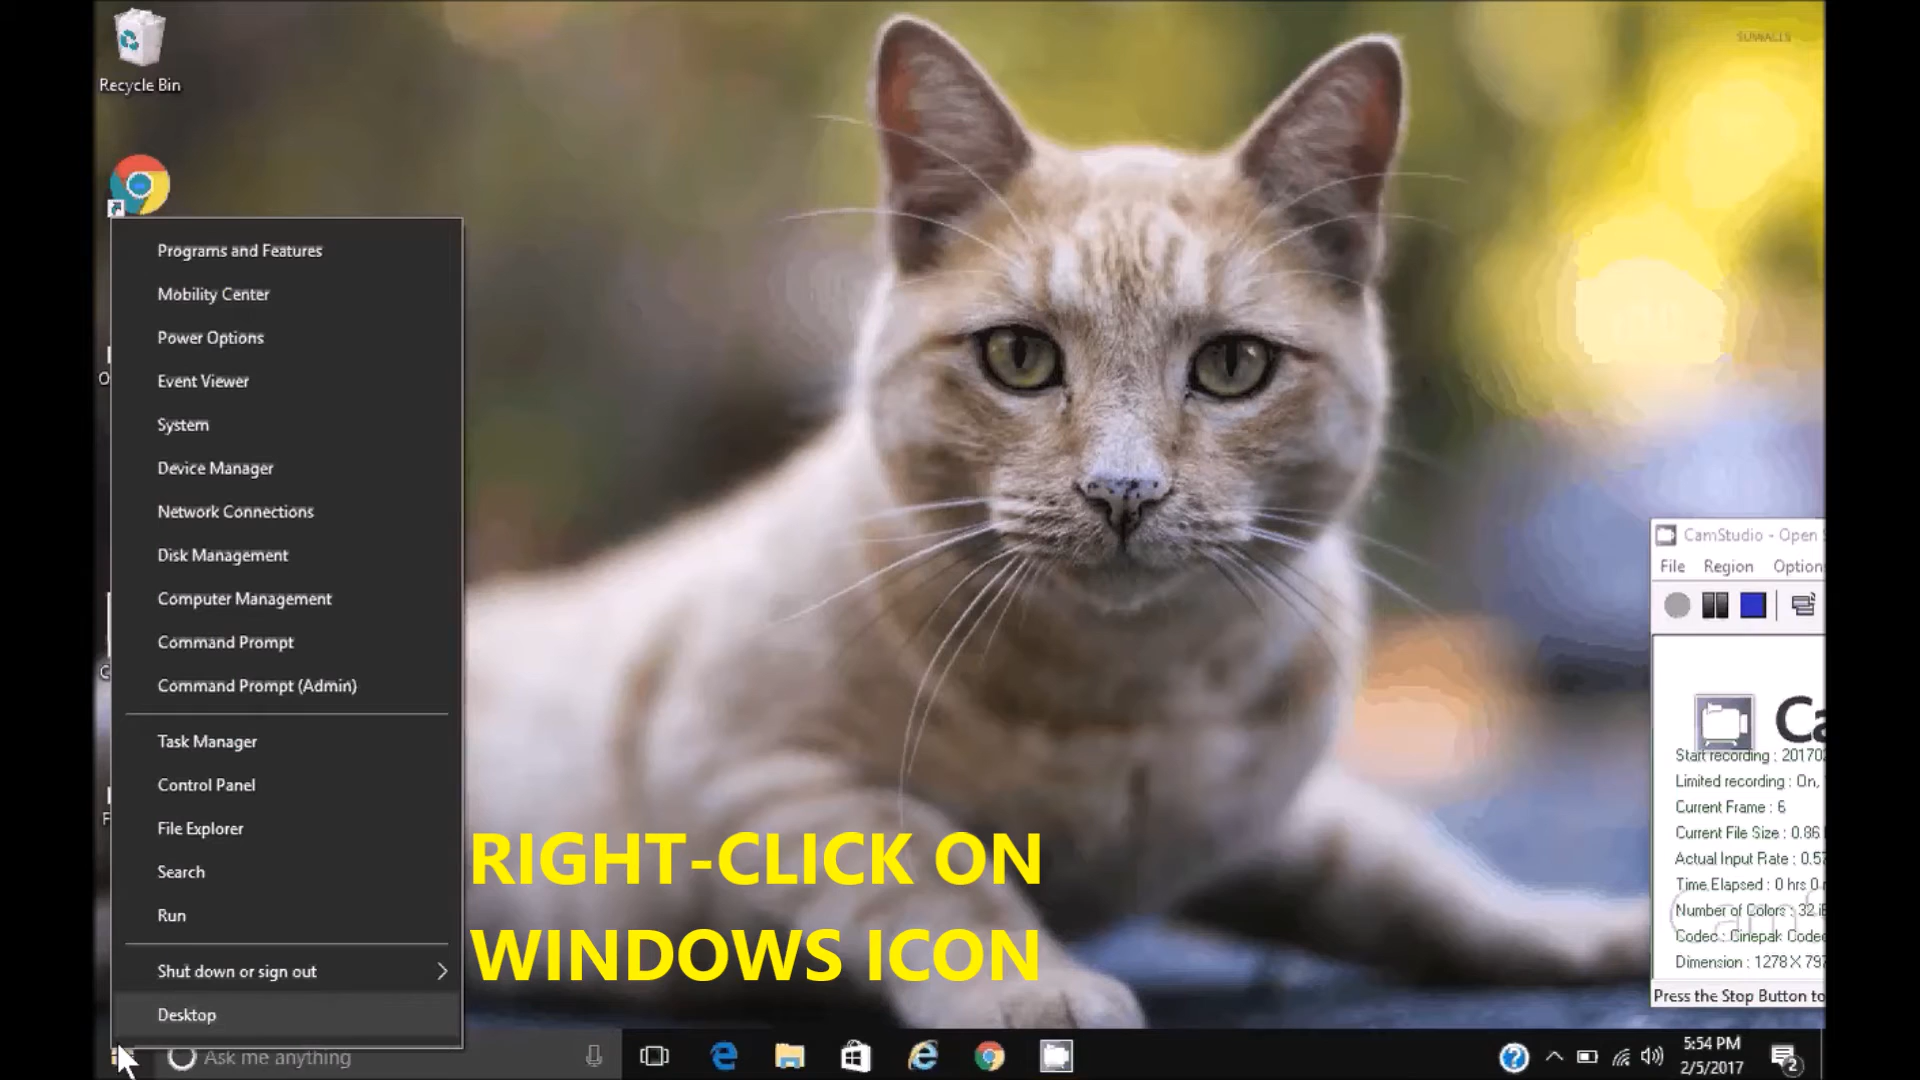 Recycle Bin
SUWALLS
Programs and Features
Mobility Center
Power Options
Event Viewer
System
Device Manager
Network Connections
Disk Management
Computer Management
Command Prompt
Command Prompt (Admin)
Task Manager
Control Panel
File Explorer
Search
Run
Shut down or sign out
Desktop
RIGHT-CLICK ON
WINDOWS ICON
CamStudio - Open
File Region Option
Ca
Start recording : 20170
Limited recording : On,
Current Frame : 6
Current File Size : 0.86
Actual Input Rate : 0.57
Time Elapsed : 0 hrs 0
Number of Colors : 32
Codec : Cinepak Codec
Dimension : 1278 X 797
Press the Stop Button to
Ask me anything
5:54 PM
2/5/2017
2